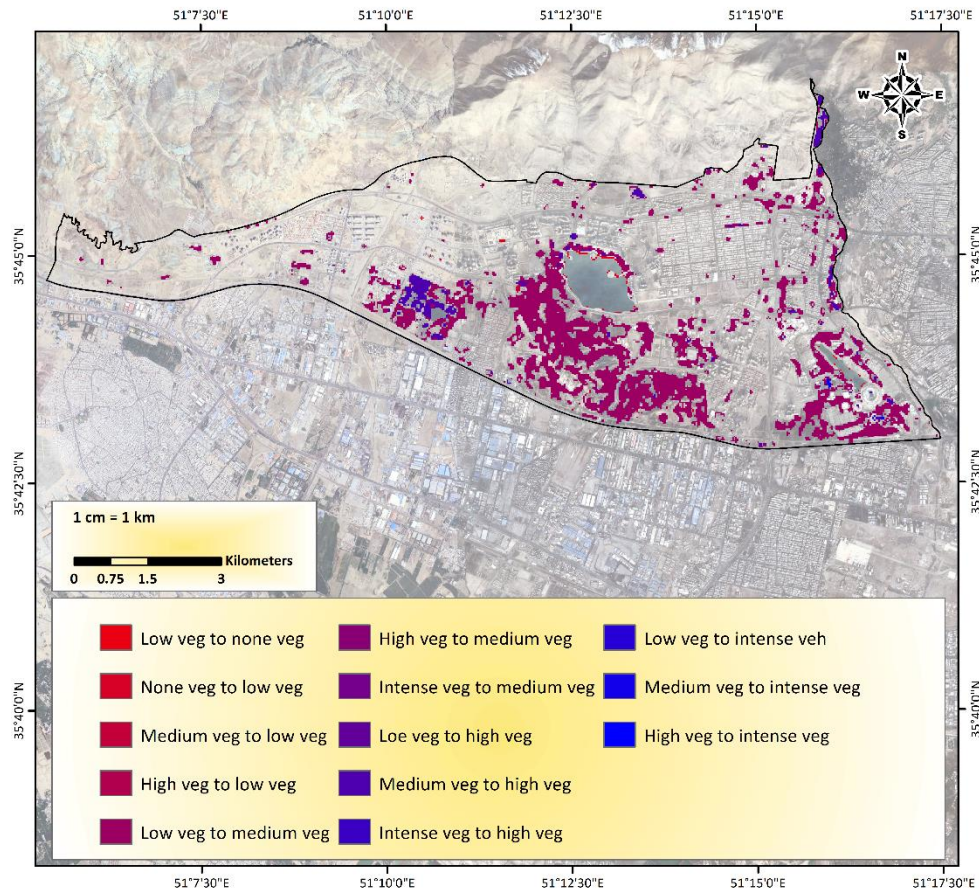 51°7'30"E 51°10'0"E 51°12'30"E 51°15'0"E 51°17'30"E
N
W E
S
35°45'0"N 35°45'0"N
35°42'30"N 35°42'30"N
1 cm = 1 km
Kilometers
0 0.75 1.5 3
Low veg to none veg
None veg to low veg
Medium veg to low veg
High veg to low veg
Low veg to medium veg
High veg to medium veg
Intense veg to medium veg
Loe veg to high veg
Medium veg to high veg
Intense veg to high veg
Low veg to intense veh
Medium veg to intense veg
High veg to intense veg
35°40'0"N 35°40'0"N
51°7'30"E 51°10'0"E 51°12'30"E 51°15'0"E 51°17'30"E